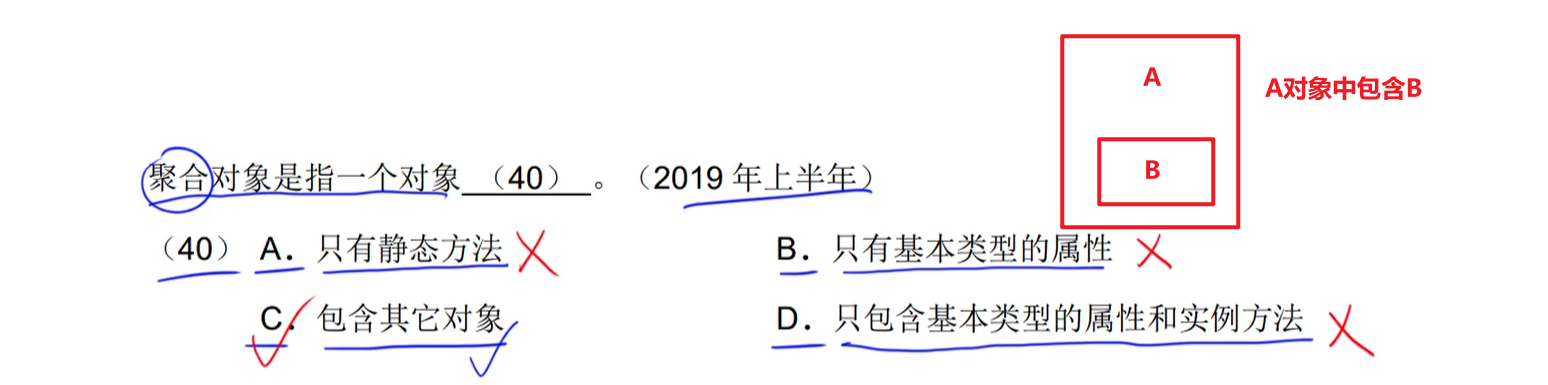 A
A对象中包含B
B
聚合对象是指一个对象 （40） 。（2019 年上半年）
（40） A. 只有静态方法 B. 只有基本类型的属性
C. 包含其它对象 D. 只包含基本类型的属性和实例方法